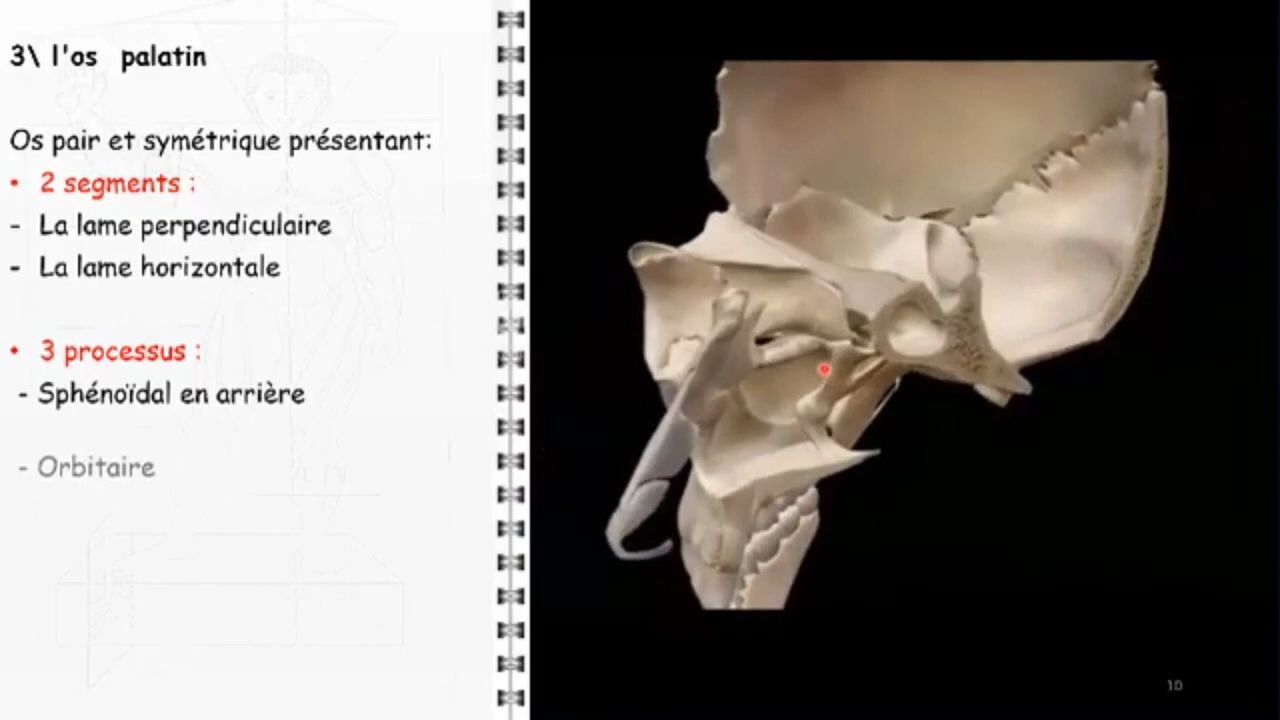 3\ l'os palatin
Os pair et symétrique présentant:
• 2 segments :
- La lame perpendiculaire
- La lame horizontale
• 3 processus :
- Sphénoïdal en arrière
- Orbitaire
10